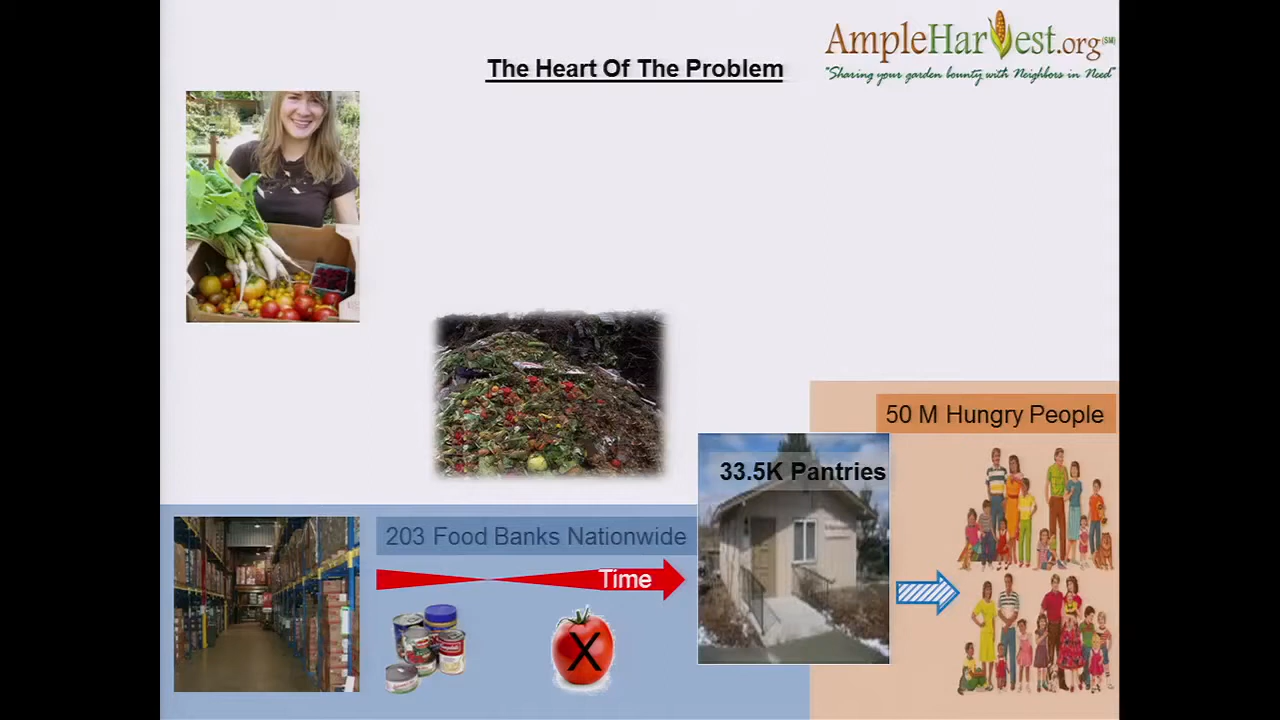 AmpleHarvest.org(SM)
"Sharing your garden bounty with Neighbors in Need"
The Heart Of The Problem
50 M Hungry People
33.5K Pantries
203 Food Banks Nationwide
Time
X